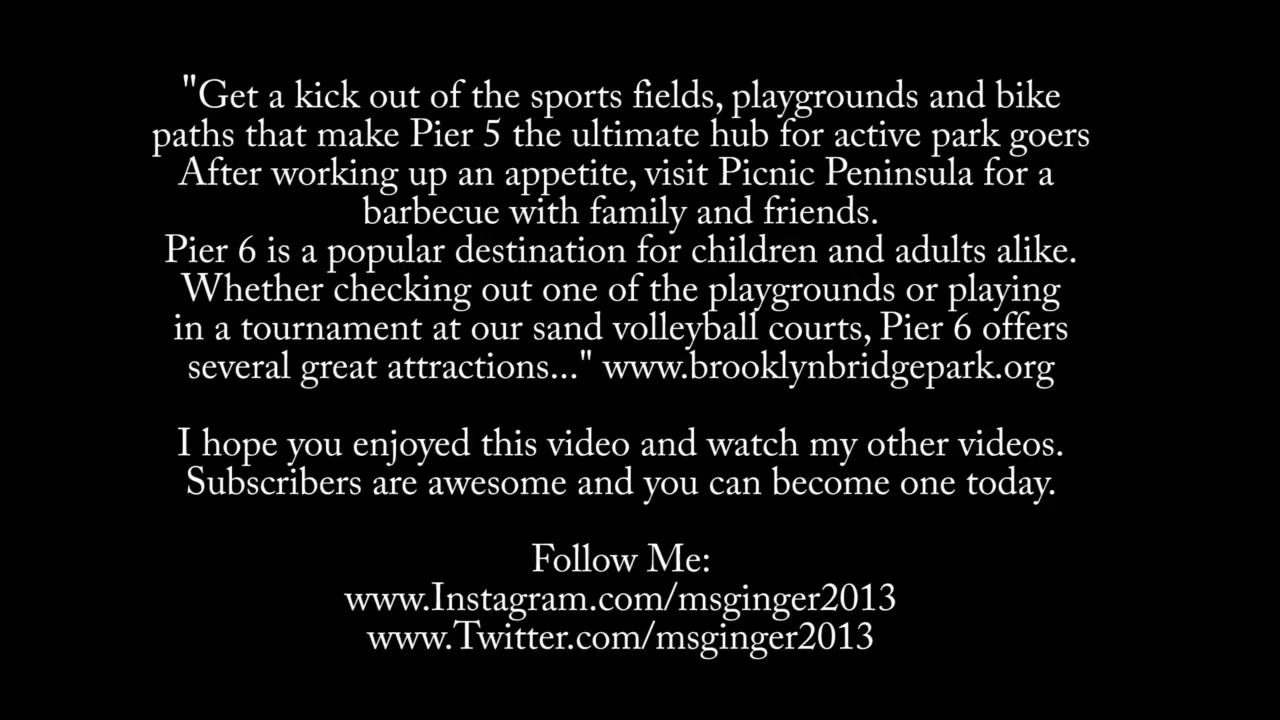 "Get a kick out of the sports fields, playgrounds and bike
paths that make Pier 5 the ultimate hub for active park goers
After working up an appetite, visit Picnic Peninsula for a
barbecue with family and friends.
Pier 6 is a popular destination for children and adults alike.
Whether checking out one of the playgrounds or playing
in a tournament at our sand volleyball courts, Pier 6 offers
several great attractions..." www.brooklynbridgepark.org
I hope you enjoyed this video and watch my other videos.
Subscribers are awesome and you can become one today.
Follow Me:
www.Instagram.com/msginger2013
www.Twitter.com/msginger2013